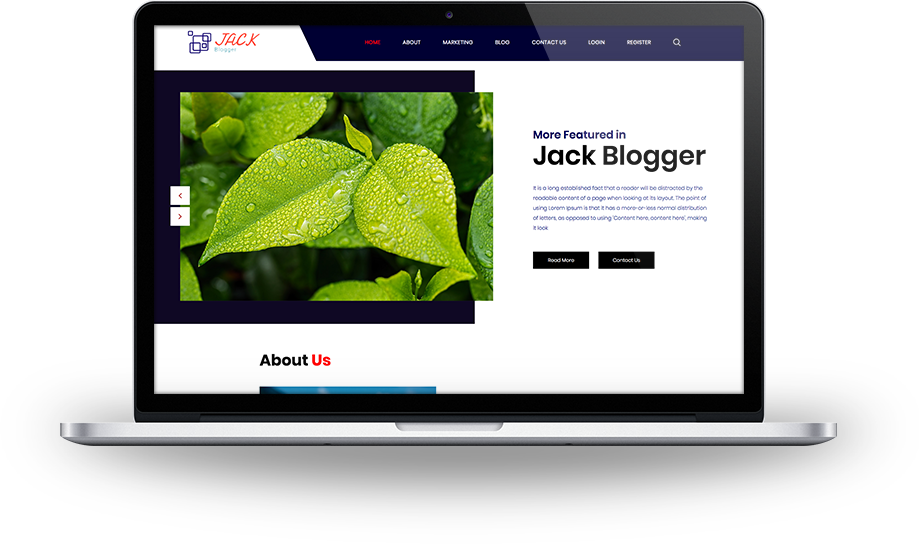 JACK
Blogger
HOME ABOUT MARKETING BLOG CONTACT US LOGIN REGISTER
More Featured in
Jack Blogger
It is a long established fact that a reader will be distracted by the
readable content of a page when looking at its layout. The point of
using Lorem Ipsum is that it has a more-or-less normal distribution
of letters, as opposed to using 'Content here, content here', making
it look
Read More Contact Us
About Us